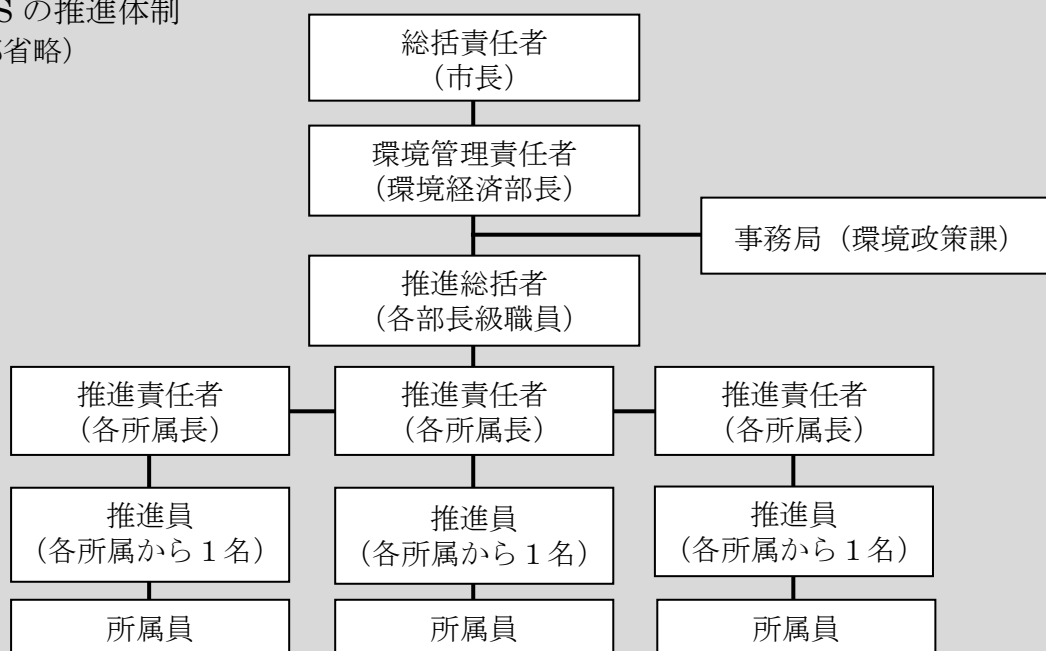 S の推進体制
省略）
総括責任者
（市長）
環境管理責任者
（環境経済部長）
事務局（環境政策課）
推進総括者
（各部長級職員）
推進責任者
（各所属長）
推進責任者
（各所属長）
推進責任者
（各所属長）
推進員
（各所属から１名）
推進員
（各所属から１名）
推進員
（各所属から１名）
所属員
所属員
所属員